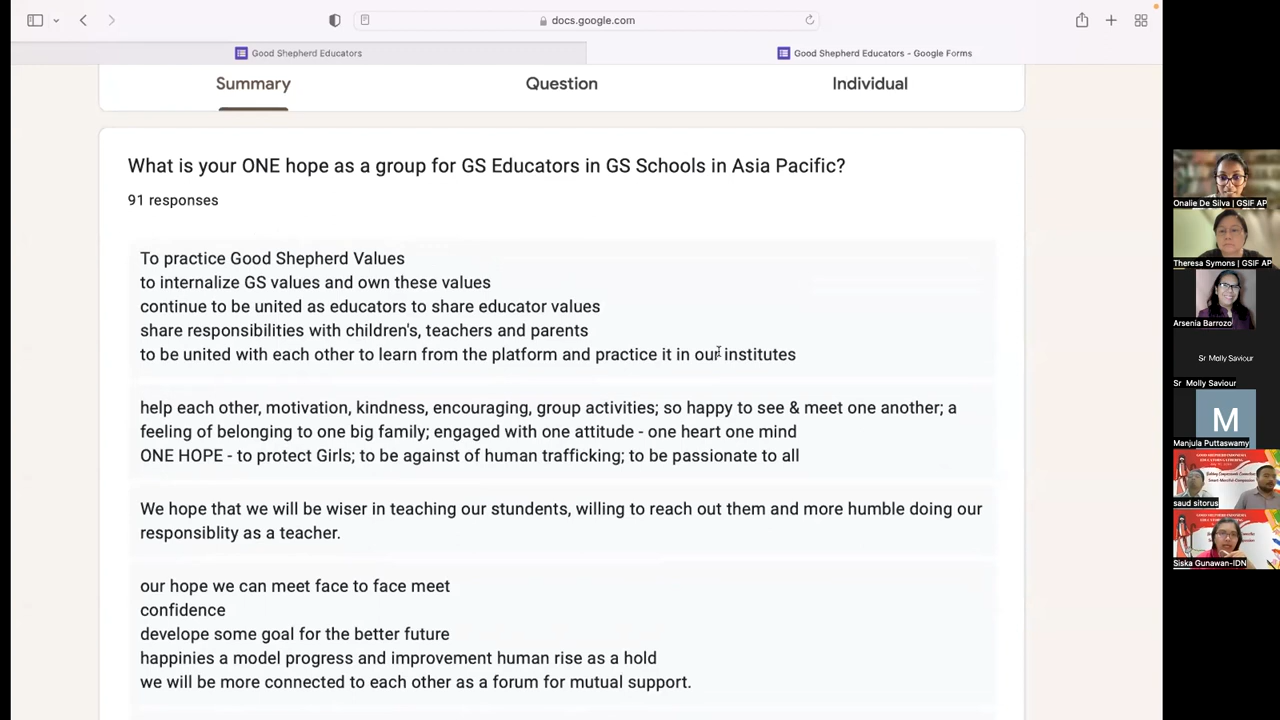 docs.google.com
Good Shepherd Educators
Good Shepherd Educators - Google Forms
Summary
Question
Individual
What is your ONE hope as a group for GS Educators in GS Schools in Asia Pacific?
91 responses
To practice Good Shepherd Values
to internalize GS values and own these values
continue to be united as educators to share educator values
share responsibilities with children's, teachers and parents
to be united with each other to learn from the platform and practice it in our institutes
help each other, motivation, kindness, encouraging, group activities; so happy to see & meet one another; a
feeling of belonging to one big family; engaged with one attitude - one heart one mind
ONE HOPE - to protect Girls; to be against of human trafficking; to be passionate to all
We hope that we will be wiser in teaching our stundents, willing to reach out them and more humble doing our
responsiblity as a teacher.
our hope we can meet face to face meet
confidence
develope some goal for the better future
happinies a model progress and improvement human rise as a hold
we will be more connected to each other as a forum for mutual support.
Onalie De Silva | GSIF AP
Theresa Symons | GSIF AP
Arsenia Barrozo
Sr Molly Saviour
Sr Molly Saviour
M
Manjula Puttaswamy
saud sitorus
Siska Gunawan-IDN